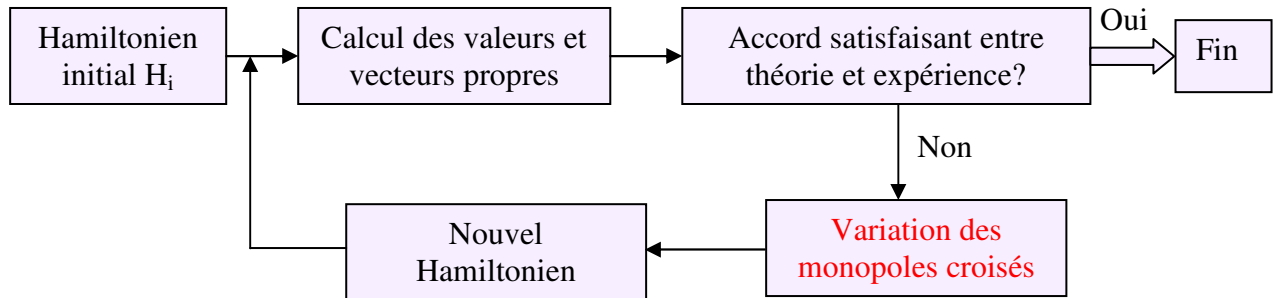 Hamiltonien
initial Hi
Calcul des valeurs et
vecteurs propres
Accord satisfaisant entre
théorie et expérience?
Oui
Fin
Non
Variation des
monopoles croisés
Nouvel
Hamiltonien